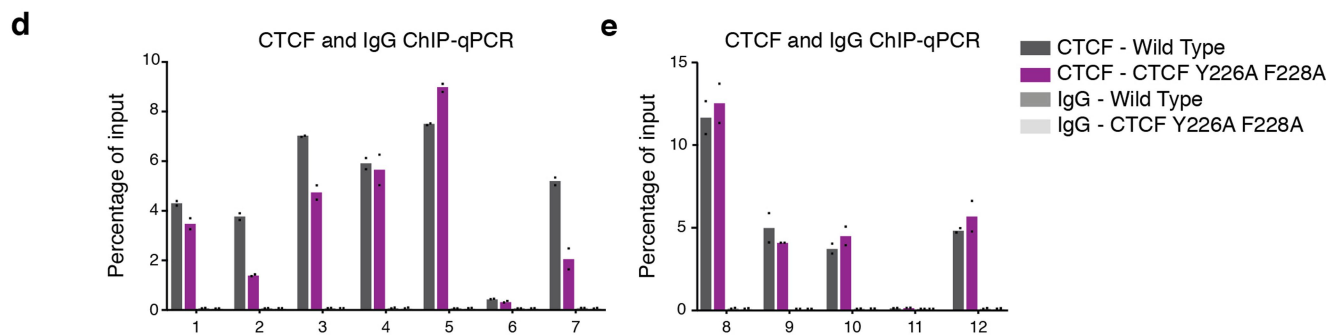 d
CTCF and IgG ChIP-qPCR
Percentage of input
10
8
6
4
2
0
1 2 3 4 5 6 7
e
CTCF and IgG ChIP-qPCR
Percentage of input
15
10
5
0
8 9 10 11 12
CTCF - Wild Type
CTCF - CTCF Y226A F228A
IgG - Wild Type
IgG - CTCF Y226A F228A